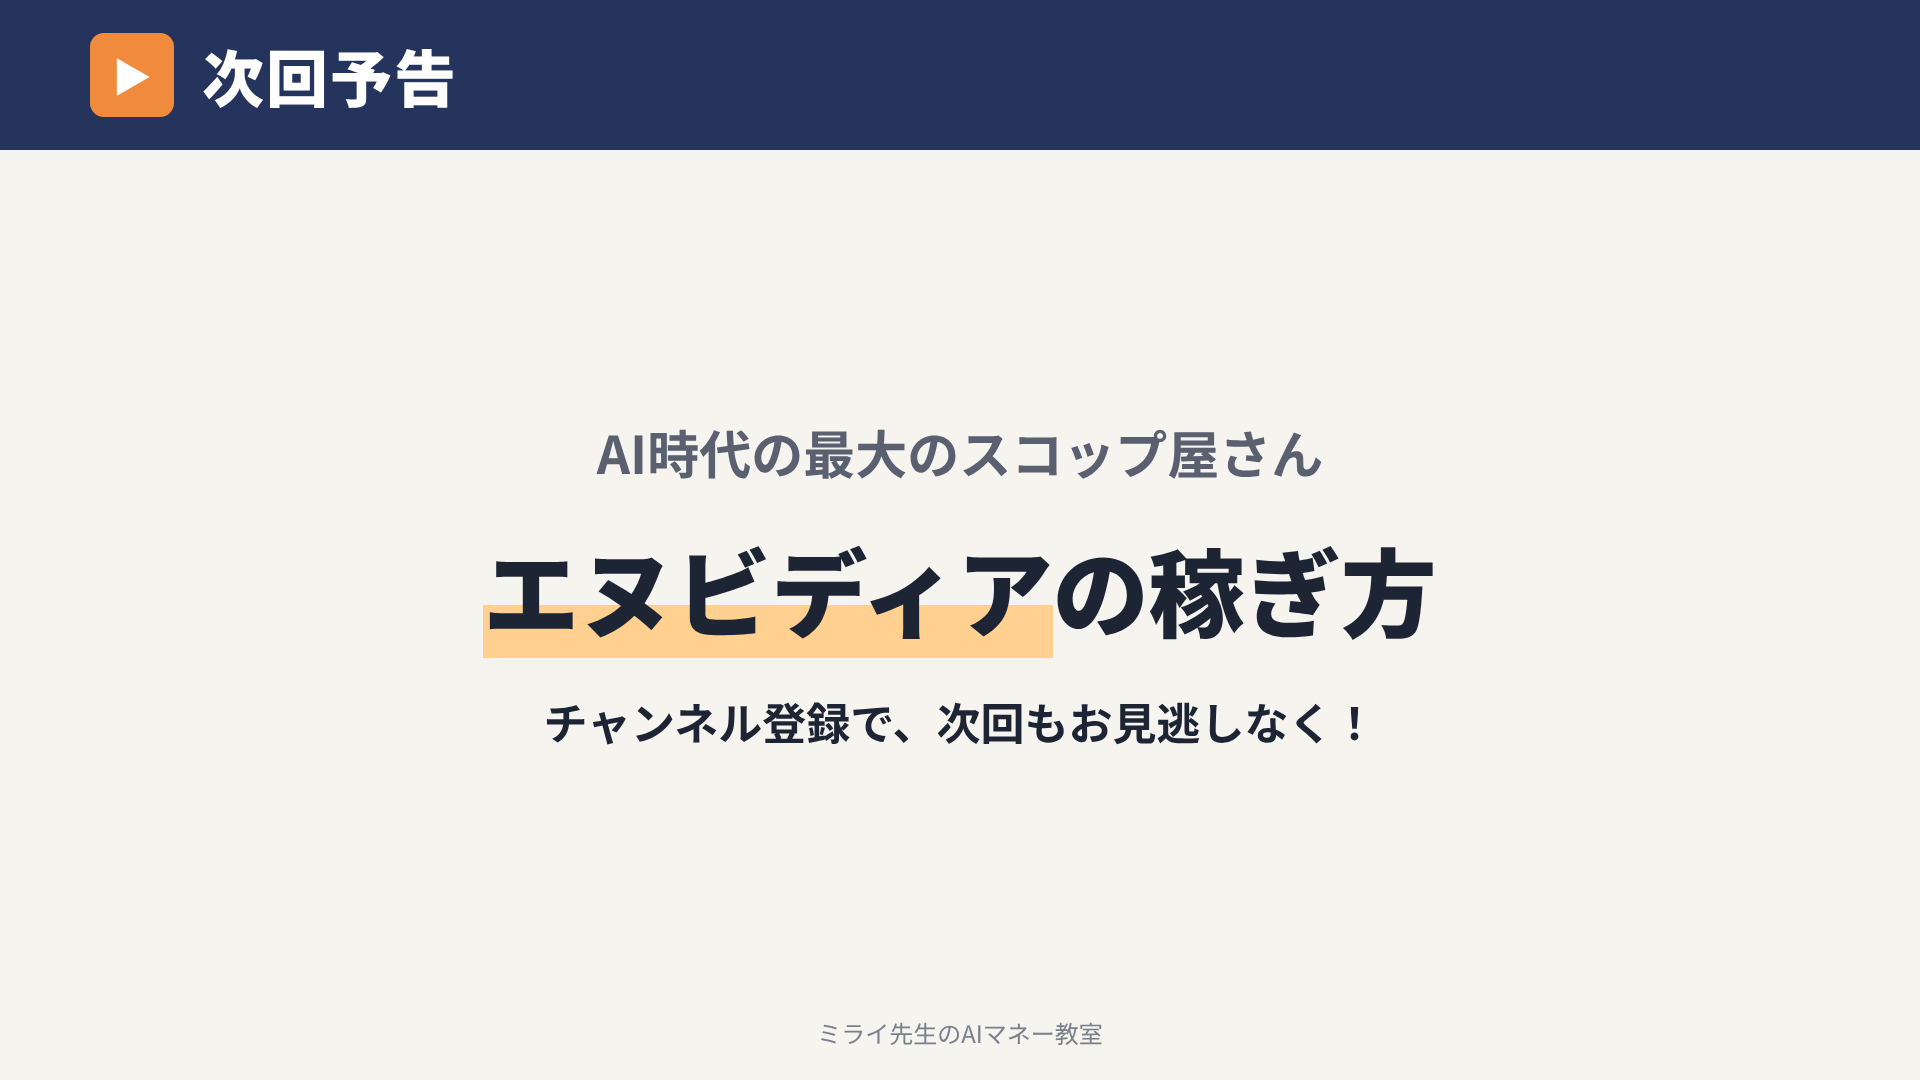 次回予告
AI時代の最大のスコップ屋さん
エヌビディアの稼ぎ方
チャンネル登録で、次回もお見逃しなく！
ミライ先生のAIマネー教室